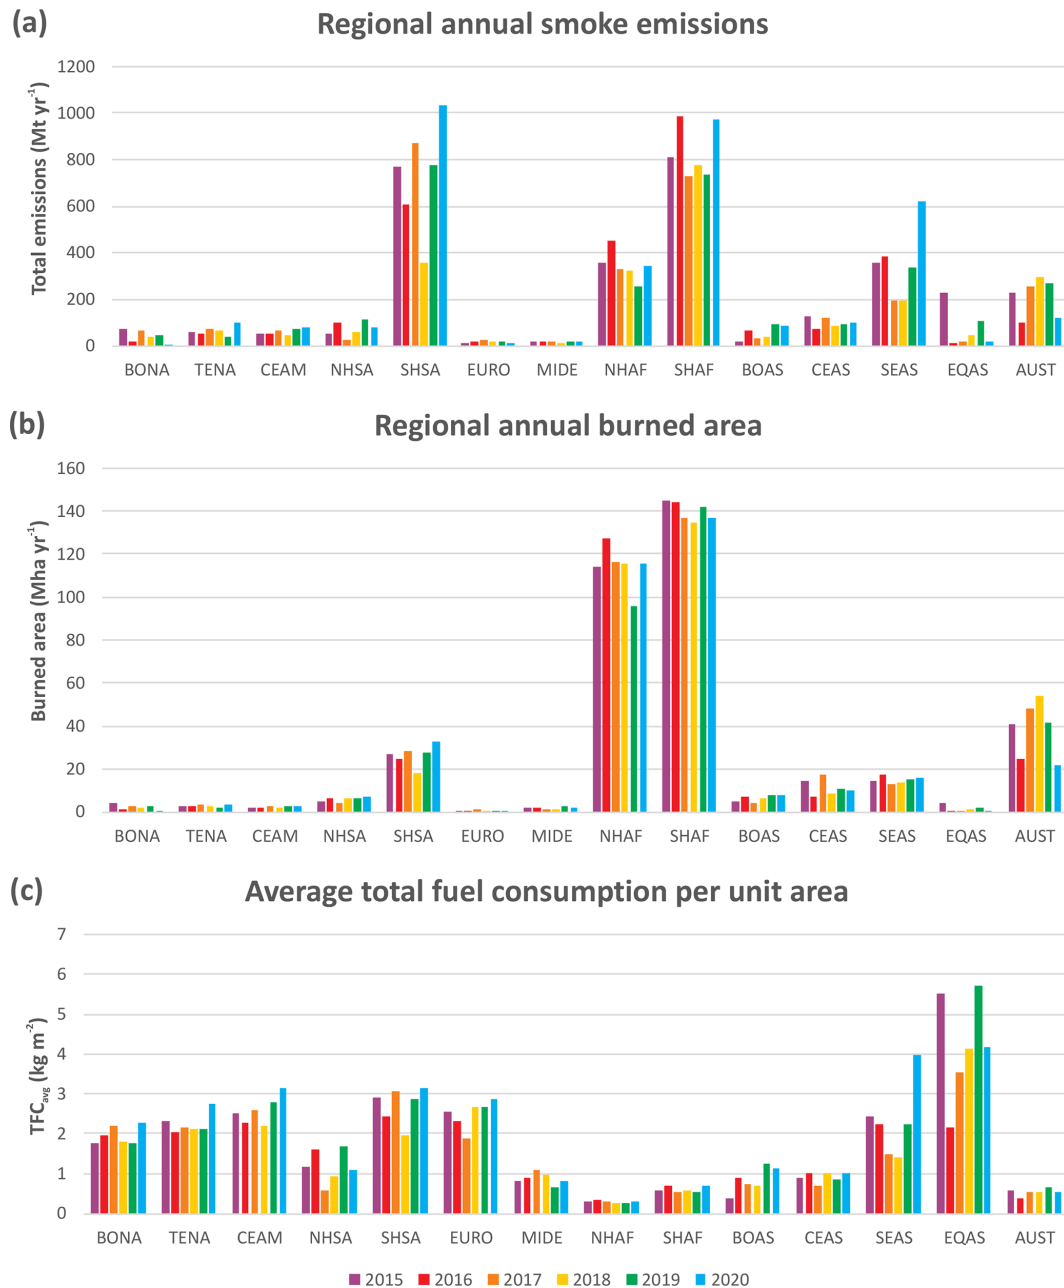 (a)
Regional annual smoke emissions
Total emissions (Mt yr⁻¹)
1200
1000
800
600
400
200
0
BONA TENA CEAM NHSA SHSA EURO MIDE NHAF SHAF BOAS CEAS SEAS EQAS AUST
(b)
Regional annual burned area
Burned area (Mha yr⁻¹)
160
140
120
100
80
60
40
20
0
BONA TENA CEAM NHSA SHSA EURO MIDE NHAF SHAF BOAS CEAS SEAS EQAS AUST
(c)
Average total fuel consumption per unit area
TFCavg (kg m⁻²)
7
6
5
4
3
2
1
0
BONA TENA CEAM NHSA SHSA EURO MIDE NHAF SHAF BOAS CEAS SEAS EQAS AUST
2015 2016 2017 2018 2019 2020